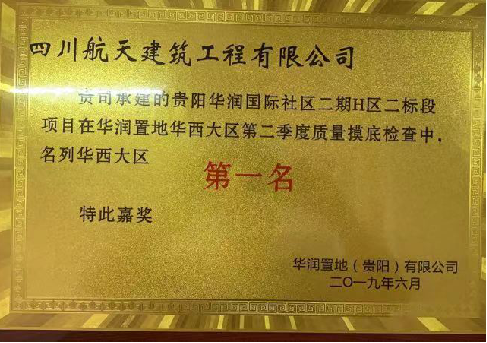 四川航天建筑工程有限公司
贵司承建的贵阳华润国际社区二期H区二标段
项目在华润置地华西大区第二季度质量摸底检查中,
名列华西大区
第一名
特此嘉奖
华润置地(贵阳)有限公司
二〇一九年六月